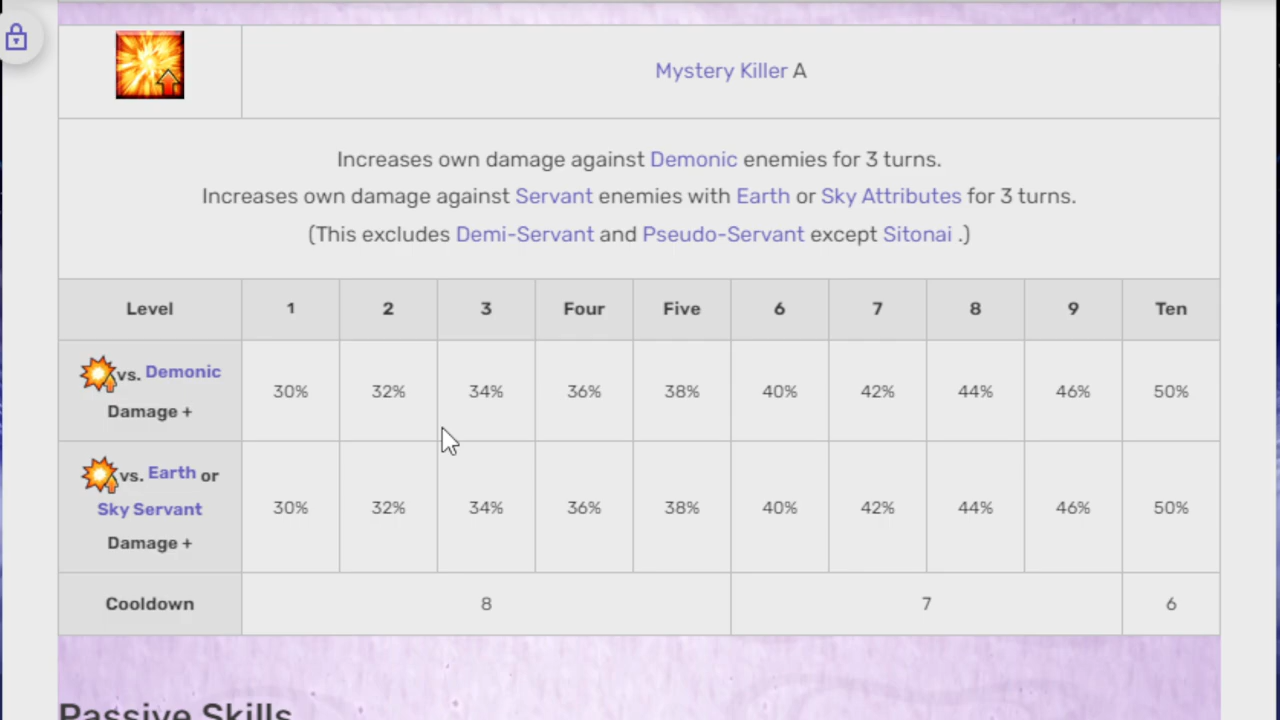 Mystery Killer A
Increases own damage against Demonic enemies for 3 turns.
Increases own damage against Servant enemies with Earth or Sky Attributes for 3 turns.
(This excludes Demi-Servant and Pseudo-Servant except Sitonai .)
Level 1 2 3 Four Five 6 7 8 9 Ten
vs. Demonic
Damage +
30% 32% 34% 36% 38% 40% 42% 44% 46% 50%
vs. Earth or
Sky Servant
Damage +
30% 32% 34% 36% 38% 40% 42% 44% 46% 50%
Cooldown 8 7 6
Passive Skills